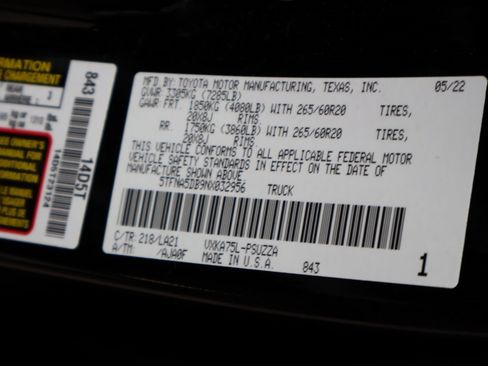 MFD BY: TOYOTA MOTOR MANUFACTURING, TEXAS, INC. 05/22
GVWR 3305KG (7285LB)
GAWR FRT. 1850KG (4080LB) WITH 265/60R20 TIRES,
20X8J RIMS
RR. 1750KG (3860LB) WITH 265/60R20 TIRES,
20X8J RIMS
THIS VEHICLE CONFORMS TO ALL APPLICABLE FEDERAL MOTOR
VEHICLE SAFETY STANDARDS IN EFFECT ON THE DATE OF
MANUFACTURE SHOWN ABOVE.
5TFNA5DB9NX032956 TRUCK
C/TR: 218/LA21 VXKA75L-PSUZZA
A/TM: /AJA0F MADE IN U.S.A. 843
1
843
14D5T
14D5T23124